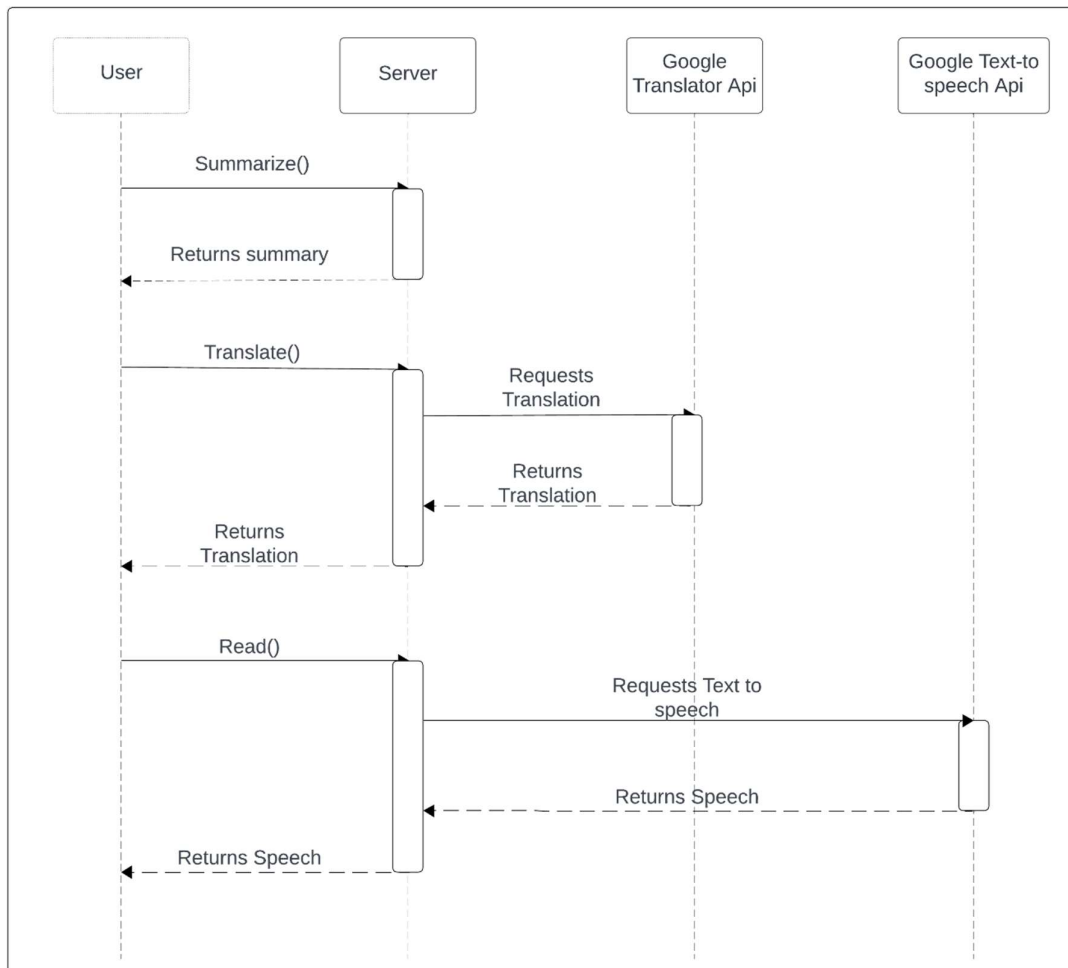 User
Server
Google
Translator Api
Google Text-to
speech Api
Summarize()
Returns summary
Translate()
Requests
Translation
Returns
Translation
Returns
Translation
Read()
Requests Text to
speech
Returns Speech
Returns Speech